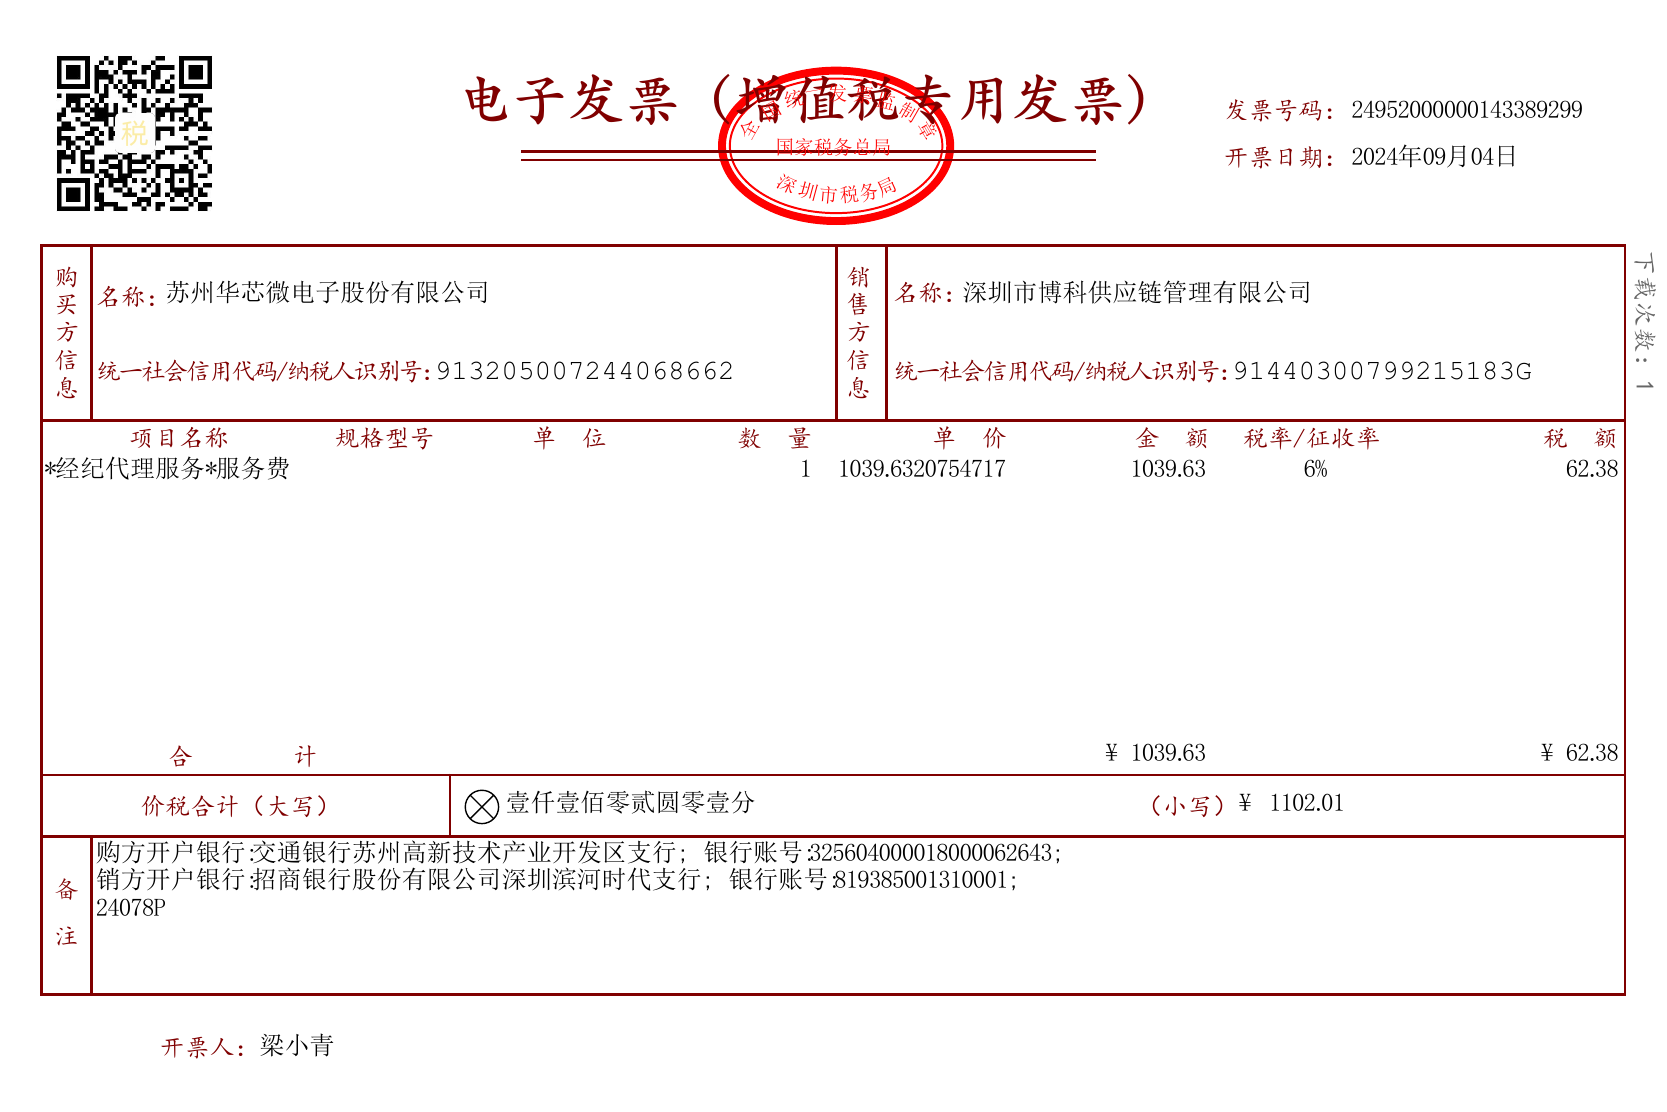 电子发票（增值税专用发票）
全国统一发票监制章
国家税务总局
深圳市税务局
税
发票号码：24952000000143389299
开票日期：2024年09月04日
下载次数：1
购买方信息
名称：苏州华芯微电子股份有限公司
统一社会信用代码/纳税人识别号：913205007244068662
销售方信息
名称：深圳市博科供应链管理有限公司
统一社会信用代码/纳税人识别号：91440300799215183G
项目名称 规格型号 单 位 数 量 单 价 金 额 税率/征收率 税 额
*经纪代理服务*服务费 1 1039.6320754717 1039.63 6% 62.38
合 计 ¥ 1039.63 ¥ 62.38
价税合计（大写） 壹仟壹佰零贰圆零壹分 （小写）¥ 1102.01
备注
购方开户银行:交通银行苏州高新技术产业开发区支行； 银行账号:325604000018000062643；
销方开户银行:招商银行股份有限公司深圳滨河时代支行； 银行账号:819385001310001；
24078P
开票人：梁小青